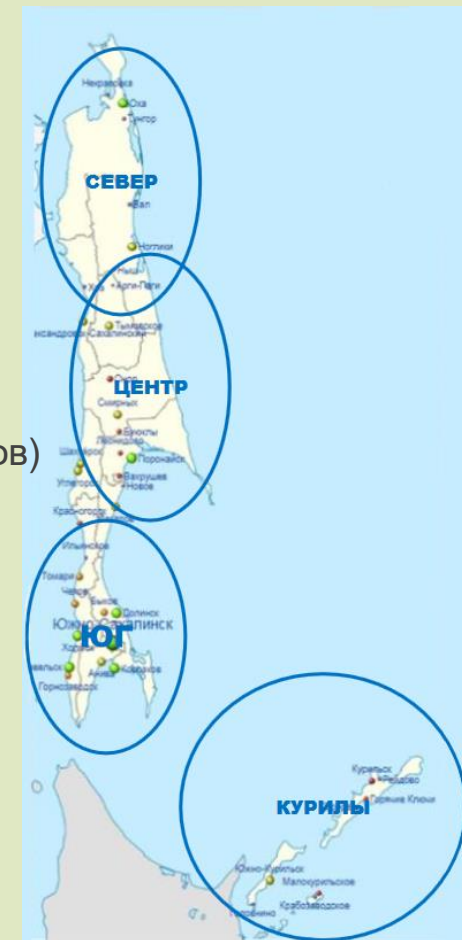 Некрасовка
Оха
Тунгор
СЕВЕР
Вал
Ноглики
Ныш
Арги-Паги
Тымовское
Александровск-Сахалинский
ЦЕНТР
Смирных
Буюклы
Леонидово
ов)
Шахтёрск
Поронайск
Углегорск
Вахрушев
Новое
Красногорск
Ильинское
Томари
Чехов
Быков
Долинск
Южно-Сахалинск
ЮГ
Холмск
Анива
Корсаков
Горнозаводск
Курильск
Рейдово
Горячие Ключи
КУРИЛЫ
Южно-Курильск
Малокурильское
Крабозаводское
Головнино